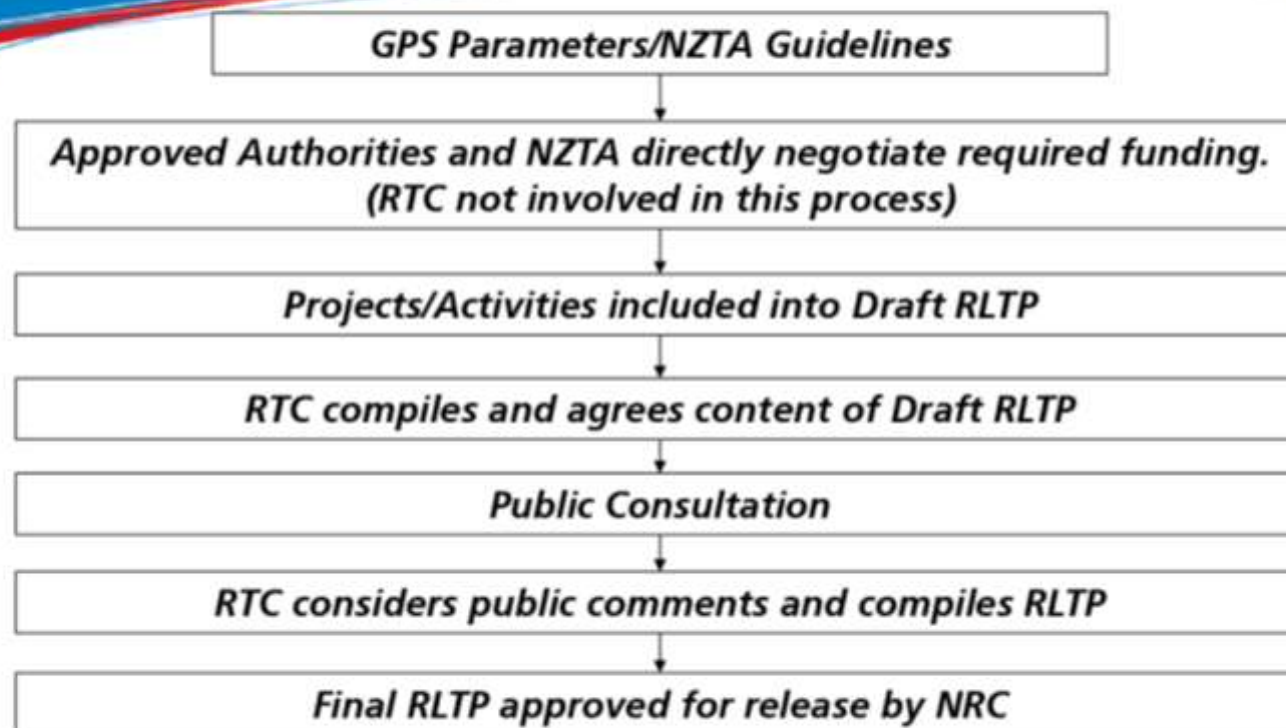 GPS Parameters/NZTA Guidelines
Approved Authorities and NZTA directly negotiate required funding.
(RTC not involved in this process)
Projects/Activities included into Draft RLTP
RTC compiles and agrees content of Draft RLTP
Public Consultation
RTC considers public comments and compiles RLTP
Final RLTP approved for release by NRC